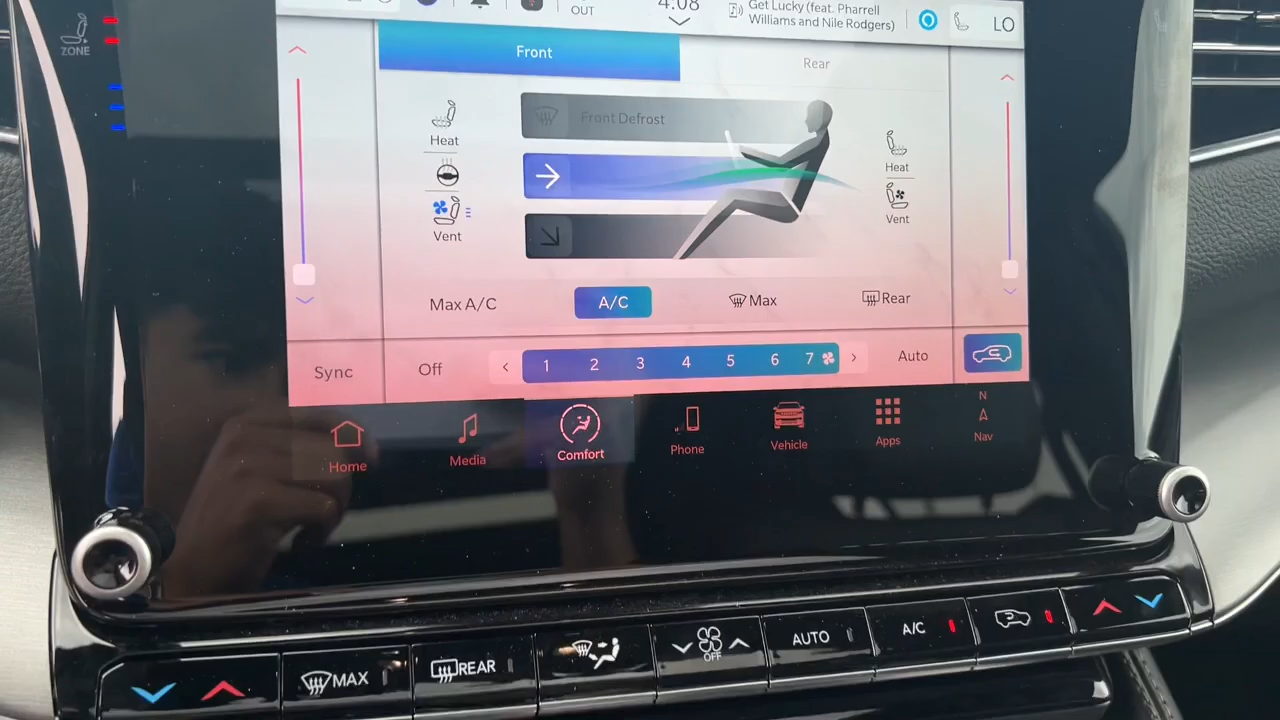 OUT
4:08
Get Lucky (feat. Pharrell
Williams and Nile Rodgers)
LO
ZONE
Front
Rear
Heat
Front Defrost
Heat
Vent
Vent
Max A/C
A/C
Max
Rear
Sync
Off
1 2 3 4 5 6 7
Auto
Home
Media
Comfort
Phone
Vehicle
Apps
N
Nav
MAX
REAR
OFF
AUTO
A/C